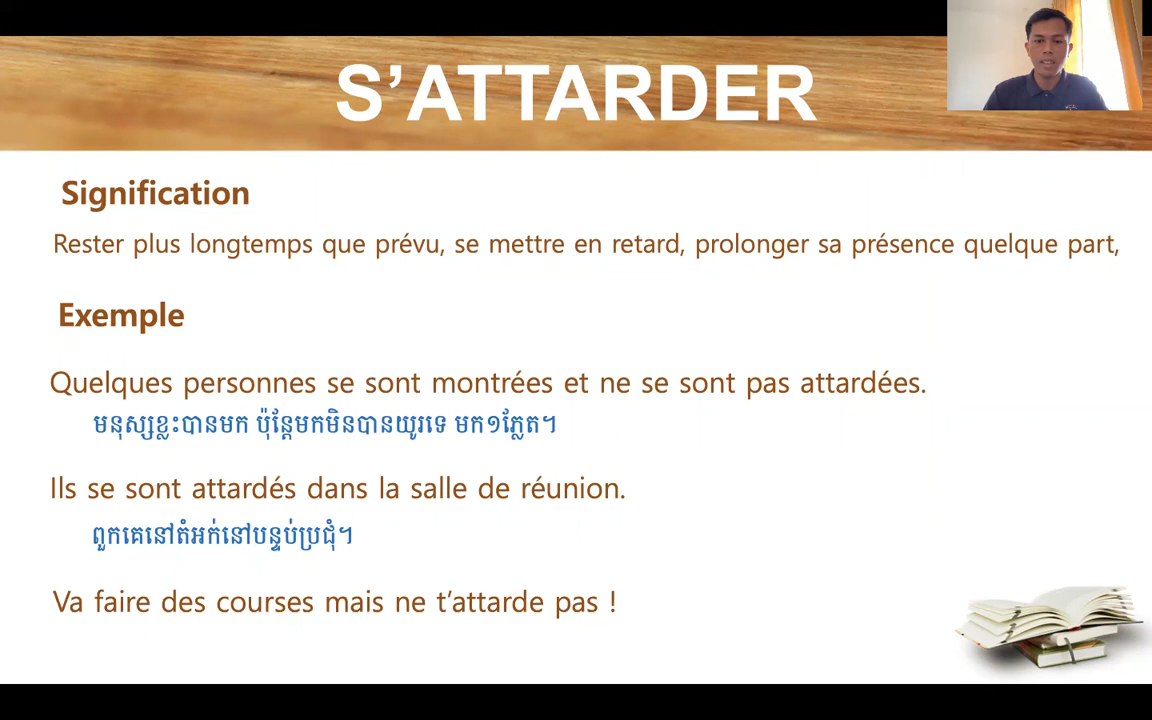 S’ATTARDER
Signification
Rester plus longtemps que prévu, se mettre en retard, prolonger sa présence quelque part,
Exemple
Quelques personnes se sont montrées et ne se sont pas attardées.
មនុស្សខ្លះបានមក ប៉ុន្តែមកមិនបានយូរទេ មក១ភ្លែត។
Ils se sont attardés dans la salle de réunion.
ពួកគេនៅតំអក់នៅបន្ទប់ប្រជុំ។
Va faire des courses mais ne t’attarde pas !